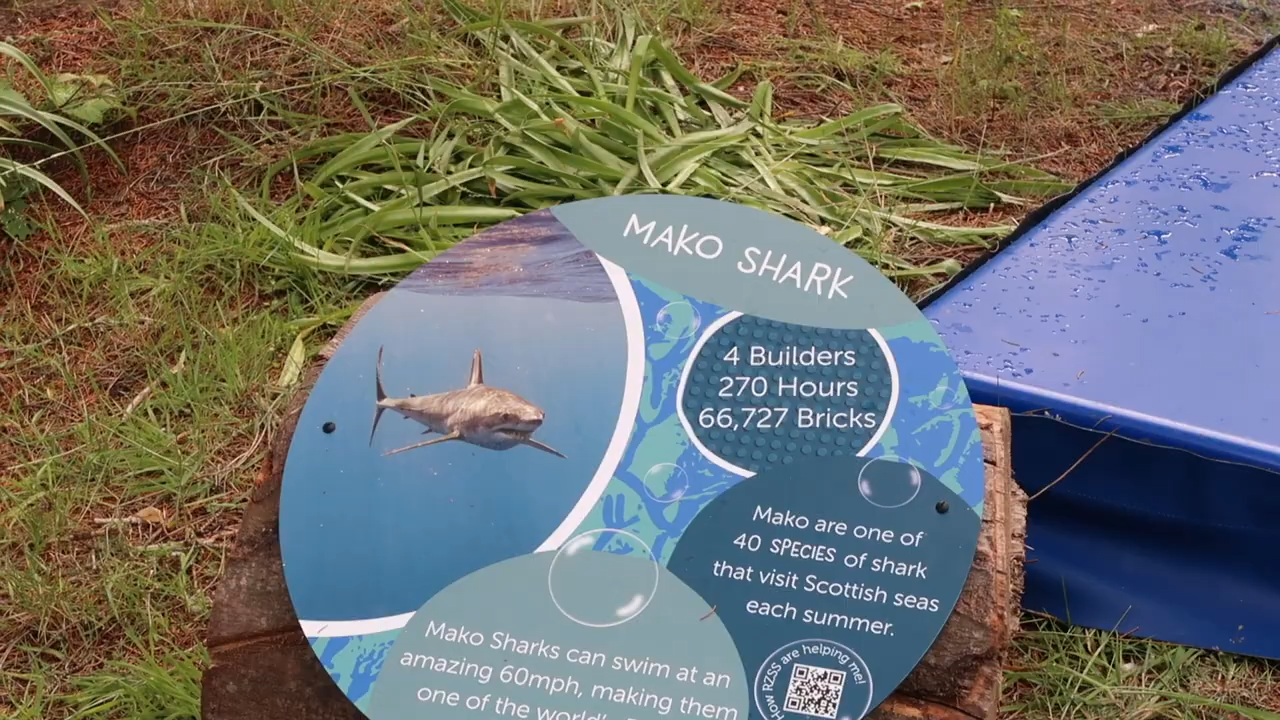 MAKO SHARK
4 Builders
270 Hours
66,727 Bricks
Mako are one of
40 SPECIES of shark
that visit Scottish seas
each summer.
How RZSS are helping me!
Mako Sharks can swim at an
amazing 60mph, making them
one of the world's